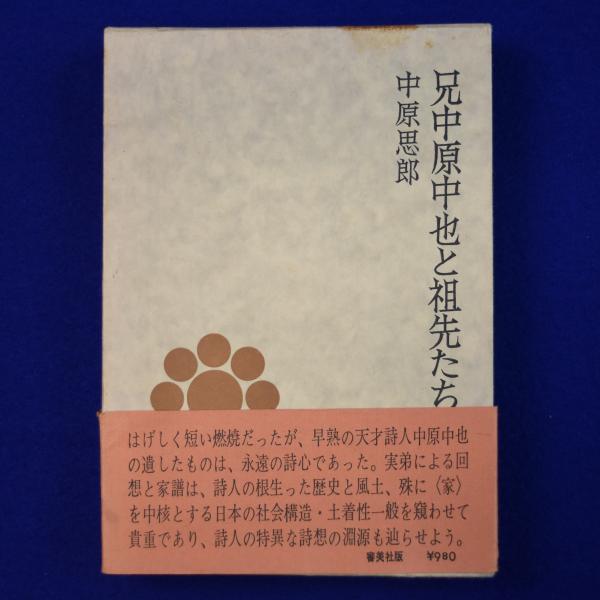 兄中原中也と祖先たち
中原思郎
はげしく短い燃焼だったが、早熟の天才詩人中原中也
の遺したものは、永遠の詩心であった。実弟による回
想と家譜は、詩人の根生った歴史と風土、殊に〈家〉
を中核とする日本の社会構造・土着性一般を窺わせて
貴重であり、詩人の特異な詩想の淵源も辿らせよう。
審美社版 ¥980